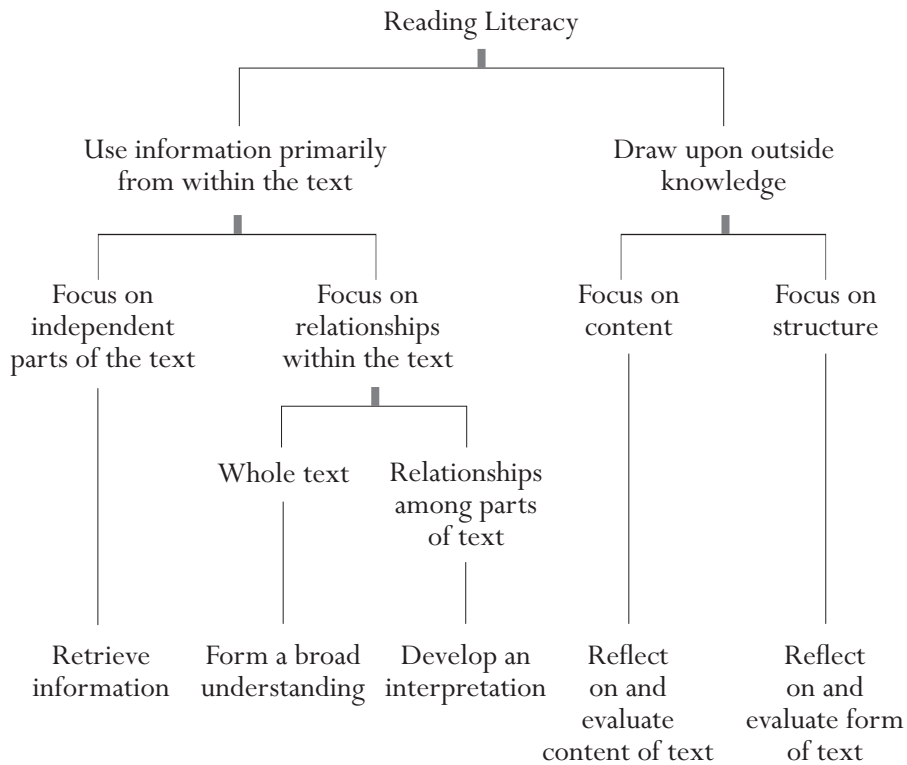 Reading Literacy
Use information primarily
from within the text
Draw upon outside
knowledge
Focus on
independent
parts of the text
Focus on
relationships
within the text
Focus on
content
Focus on
structure
Whole text
Relationships
among parts
of text
Retrieve
information
Form a broad
understanding
Develop an
interpretation
Reflect
on and
evaluate
content of text
Reflect
on and
evaluate form
of text